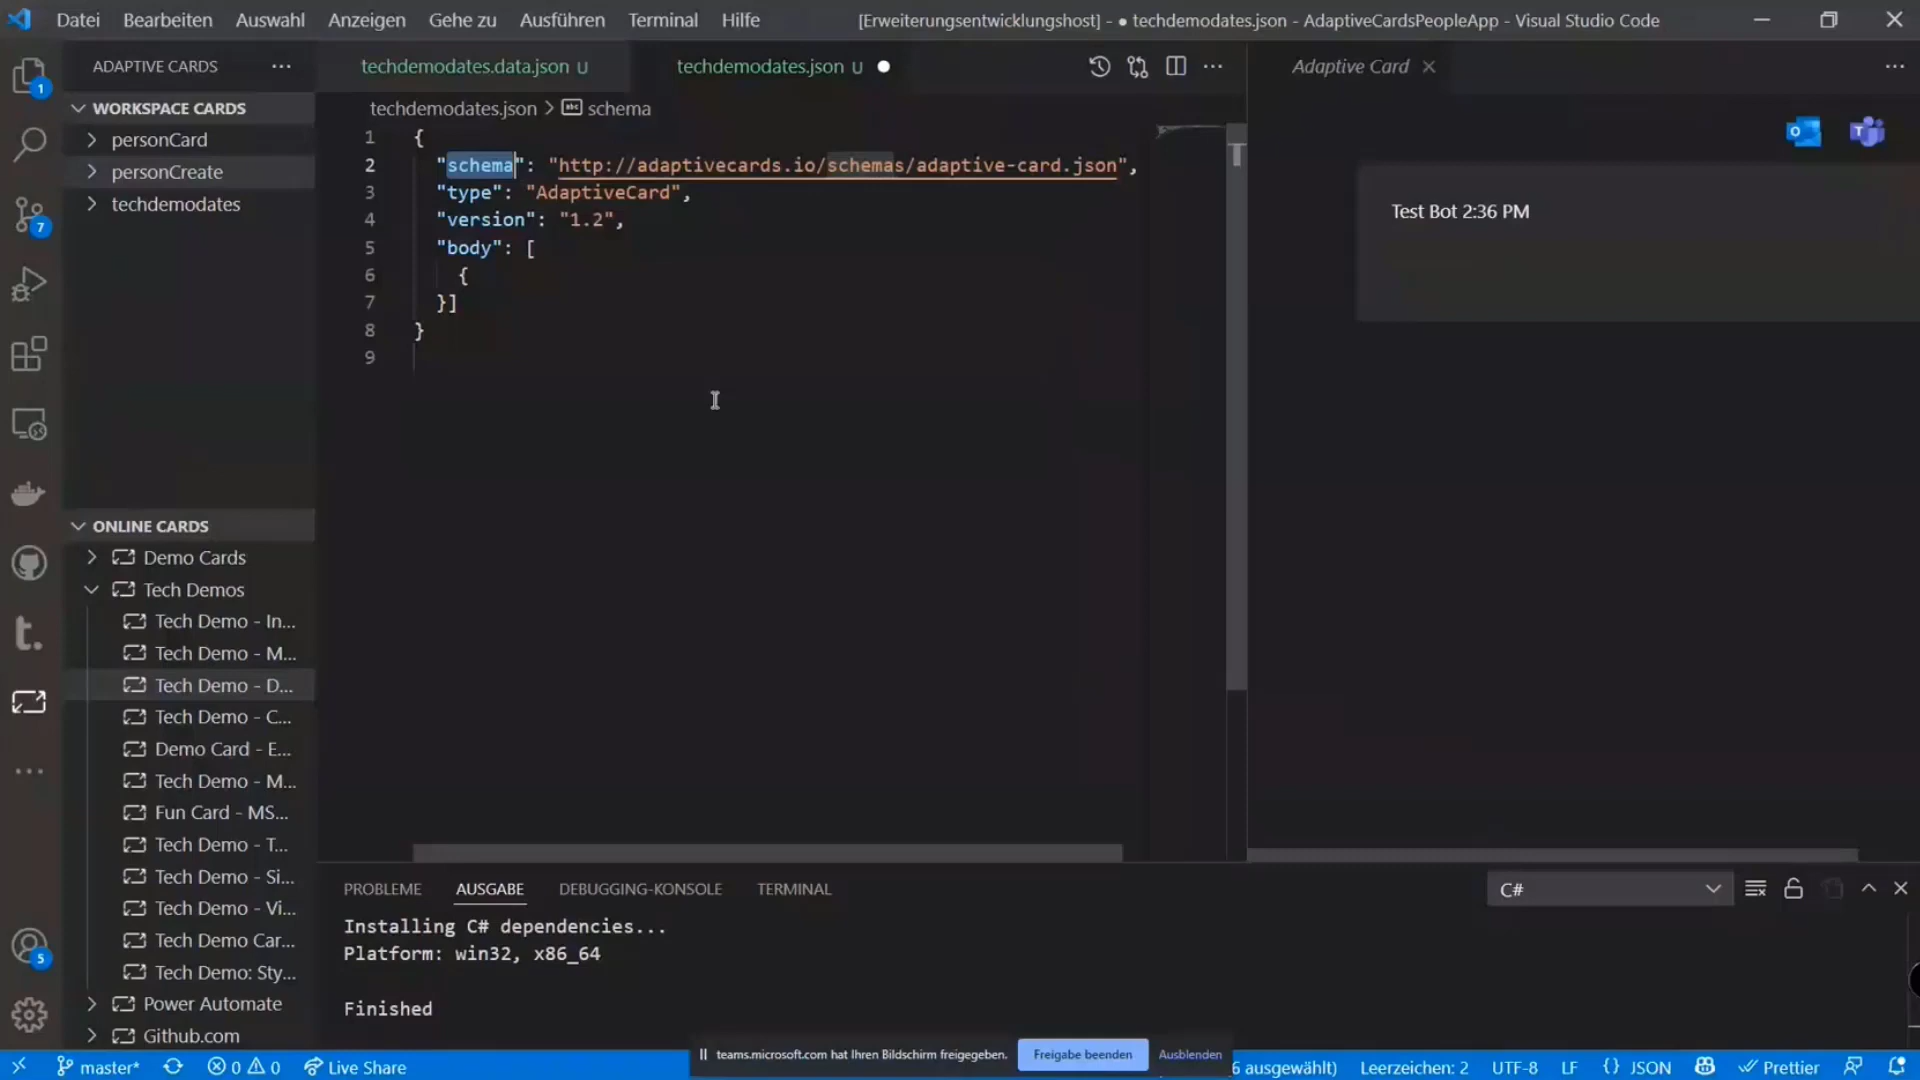 Datei Bearbeiten Auswahl Anzeigen Gehe zu Ausführen Terminal Hilfe [Erweiterungsentwicklungshost] - ● techdemodates.json - AdaptiveCardsPeopleApp - Visual Studio Code
ADAPTIVE CARDS
WORKSPACE CARDS
personCard
personCreate
techdemodates
ONLINE CARDS
Demo Cards
Tech Demos
Tech Demo - In...
Tech Demo - M...
Tech Demo - D...
Tech Demo - C...
Demo Card - E...
Tech Demo - M...
Fun Card - MS...
Tech Demo - T...
Tech Demo - Si...
Tech Demo - Vi...
Tech Demo Car...
Tech Demo: Sty...
Power Automate
Github.com
1
7
5
t.
techdemodates.data.json U techdemodates.json U
techdemodates.json > abc schema
1 {
2 "schema": "http://adaptivecards.io/schemas/adaptive-card.json",
3 "type": "AdaptiveCard",
4 "version": "1.2",
5 "body": [
6 {
7 }]
8 }
9
Adaptive Card
Test Bot 2:36 PM
PROBLEME AUSGABE DEBUGGING-KONSOLE TERMINAL C#
Installing C# dependencies...
Platform: win32, x86_64
Finished
teams.microsoft.com hat Ihren Bildschirm freigegeben. Freigabe beenden Ausblenden
master* 0 0 Live Share 6 ausgewählt) Leerzeichen: 2 UTF-8 LF {} JSON Prettier